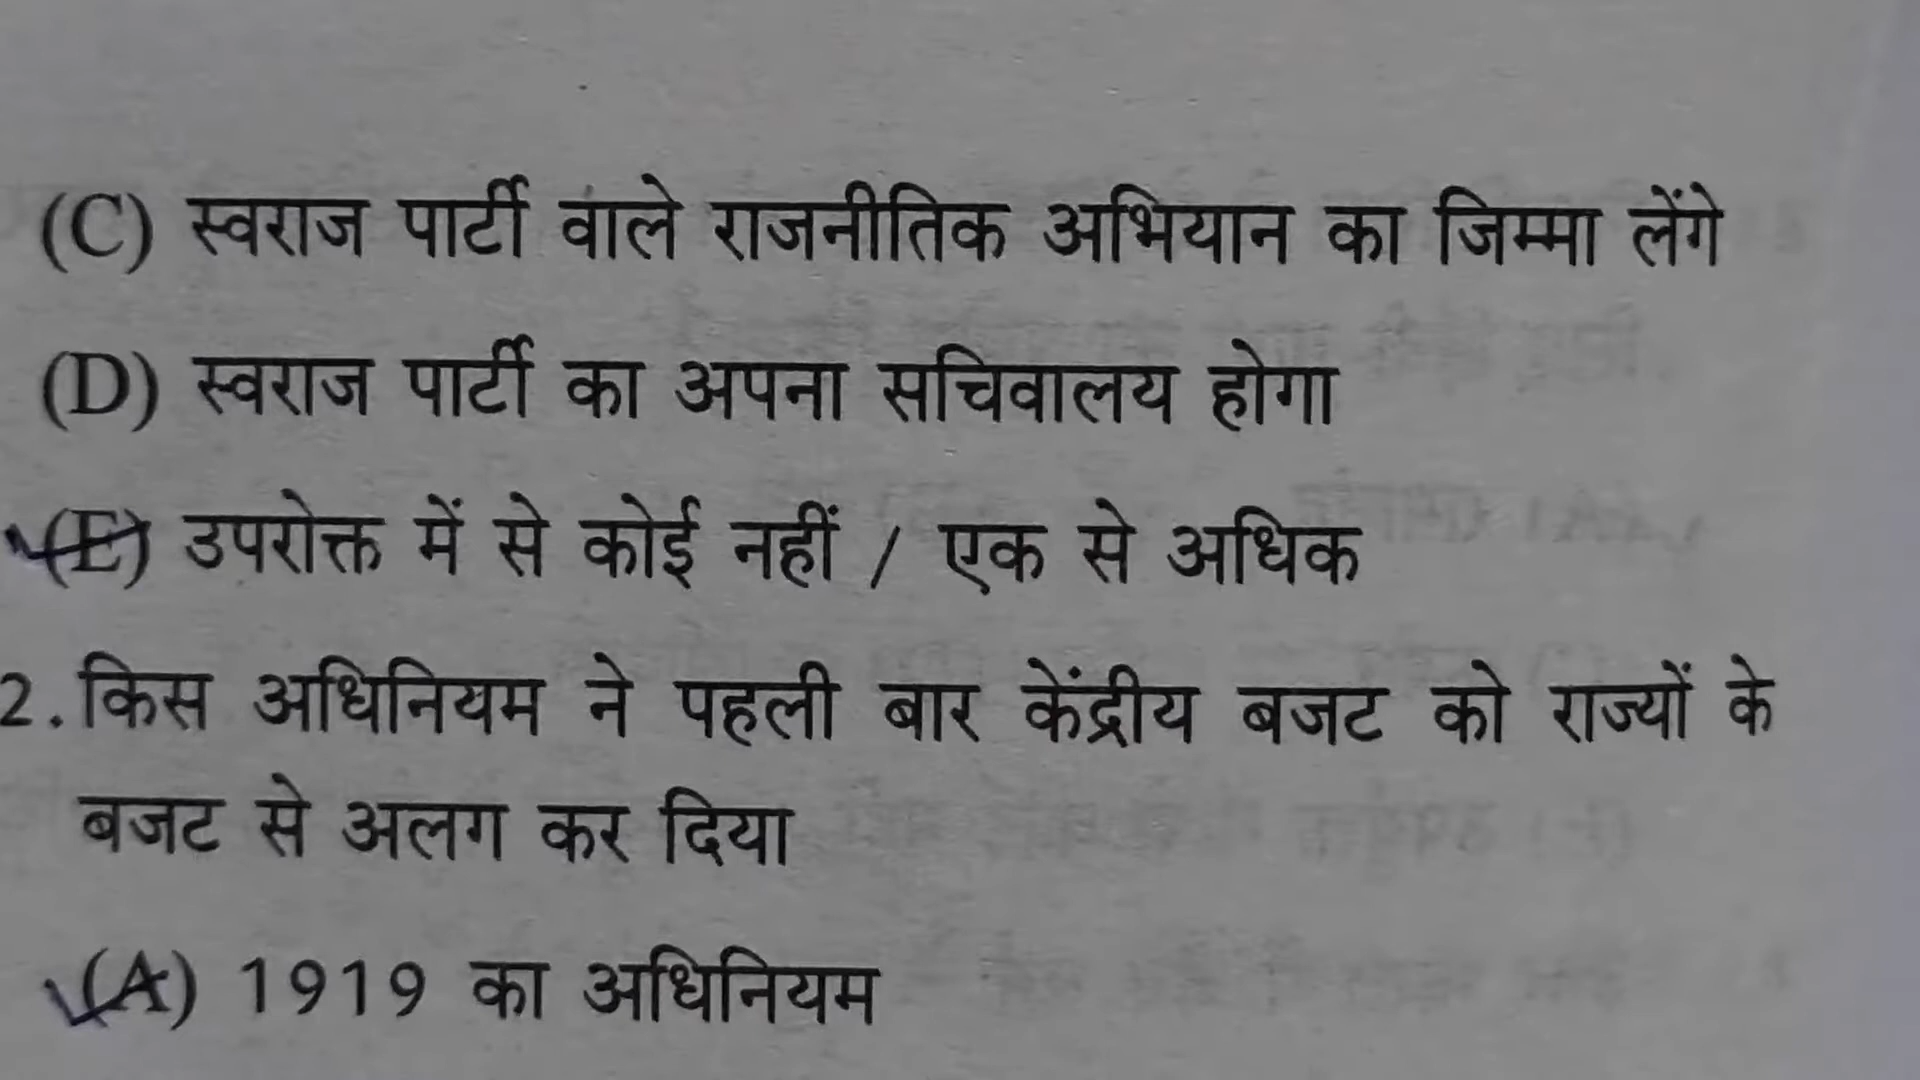 (C) स्वराज पार्टी वाले राजनीतिक अभियान का जिम्मा लेंगे
(D) स्वराज पार्टी का अपना सचिवालय होगा
(E) उपरोक्त में से कोई नहीं / एक से अधिक
2. किस अधिनियम ने पहली बार केंद्रीय बजट को राज्यों के
बजट से अलग कर दिया
(A) 1919 का अधिनियम